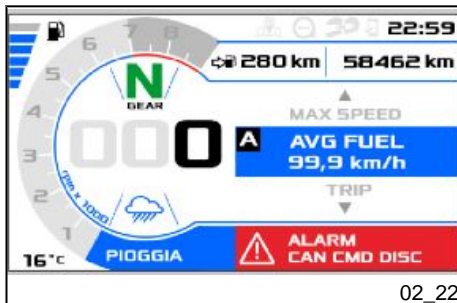 22:59
280 km 58462 km
8
7
6
5
4
3
2
1
rpm x 1000
N
GEAR
000
MAX SPEED
A AVG FUEL
99,9 km/h
TRIP
16°c
PIOGGIA
ALARM
CAN CMD DISC
02_22